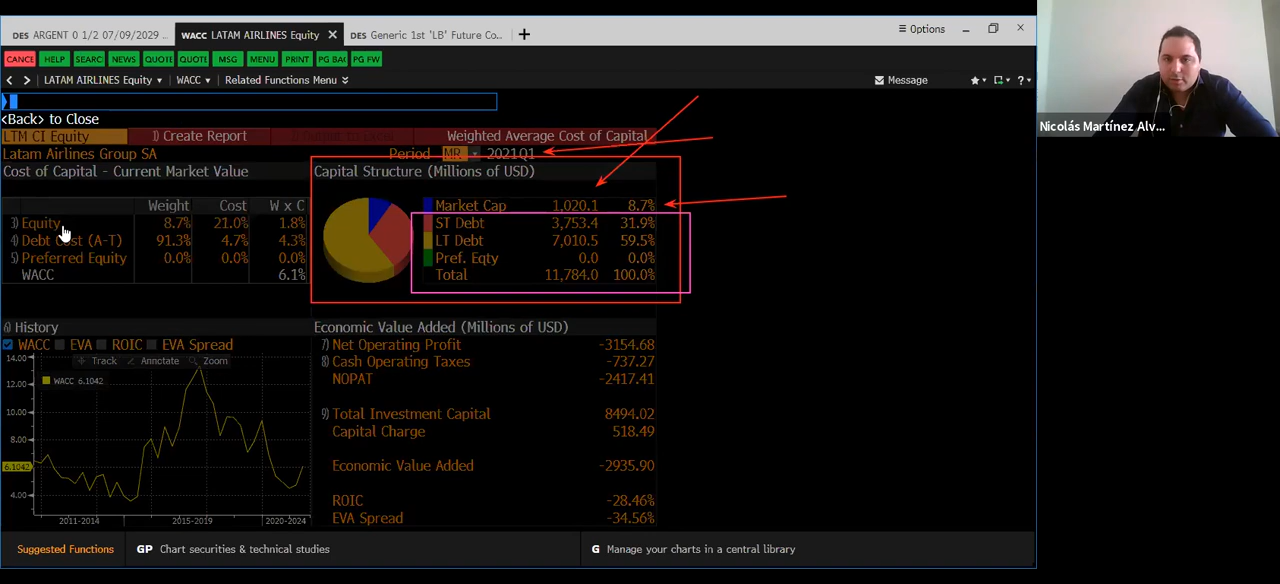 DES ARGENT 0 1/2 07/09/2029 ... WACC LATAM AIRLINES Equity ✕ DES Generic 1st 'LB' Future Co... + Options
CANCE HELP SEARC NEWS QUOTE QUOTE MSG MENU PRINT PG BAC PG FW
< > LATAM AIRLINES Equity WACC Related Functions Menu Message
<Back> to Close
LTM CI Equity 1) Create Report Weighted Average Cost of Capital
Latam Airlines Group SA Period MR 2021Q1
Cost of Capital - Current Market Value Capital Structure (Millions of USD)
Weight Cost W x C Market Cap 1,020.1 8.7%
3) Equity 8.7% 21.0% 1.8% ST Debt 3,753.4 31.9%
4) Debt Cost (A-T) 91.3% 4.7% 4.3% LT Debt 7,010.5 59.5%
5) Preferred Equity 0.0% 0.0% 0.0% Pref. Eqty 0.0 0.0%
WACC 6.1% Total 11,784.0 100.0%
6) History Economic Value Added (Millions of USD)
WACC EVA ROIC EVA Spread 7) Net Operating Profit -3154.68
Track Annotate Zoom 8) Cash Operating Taxes -737.27
WACC 6.1042 NOPAT -2417.41
14.00
12.00
10.00
8.00
6.1042
4.00
9) Total Investment Capital 8494.02
Capital Charge 518.49
Economic Value Added -2935.90
ROIC -28.46%
EVA Spread -34.56%
2011-2014 2015-2019 2020-2024
Suggested Functions GP Chart securities & technical studies G Manage your charts in a central library
Nicolás Martínez Alv...